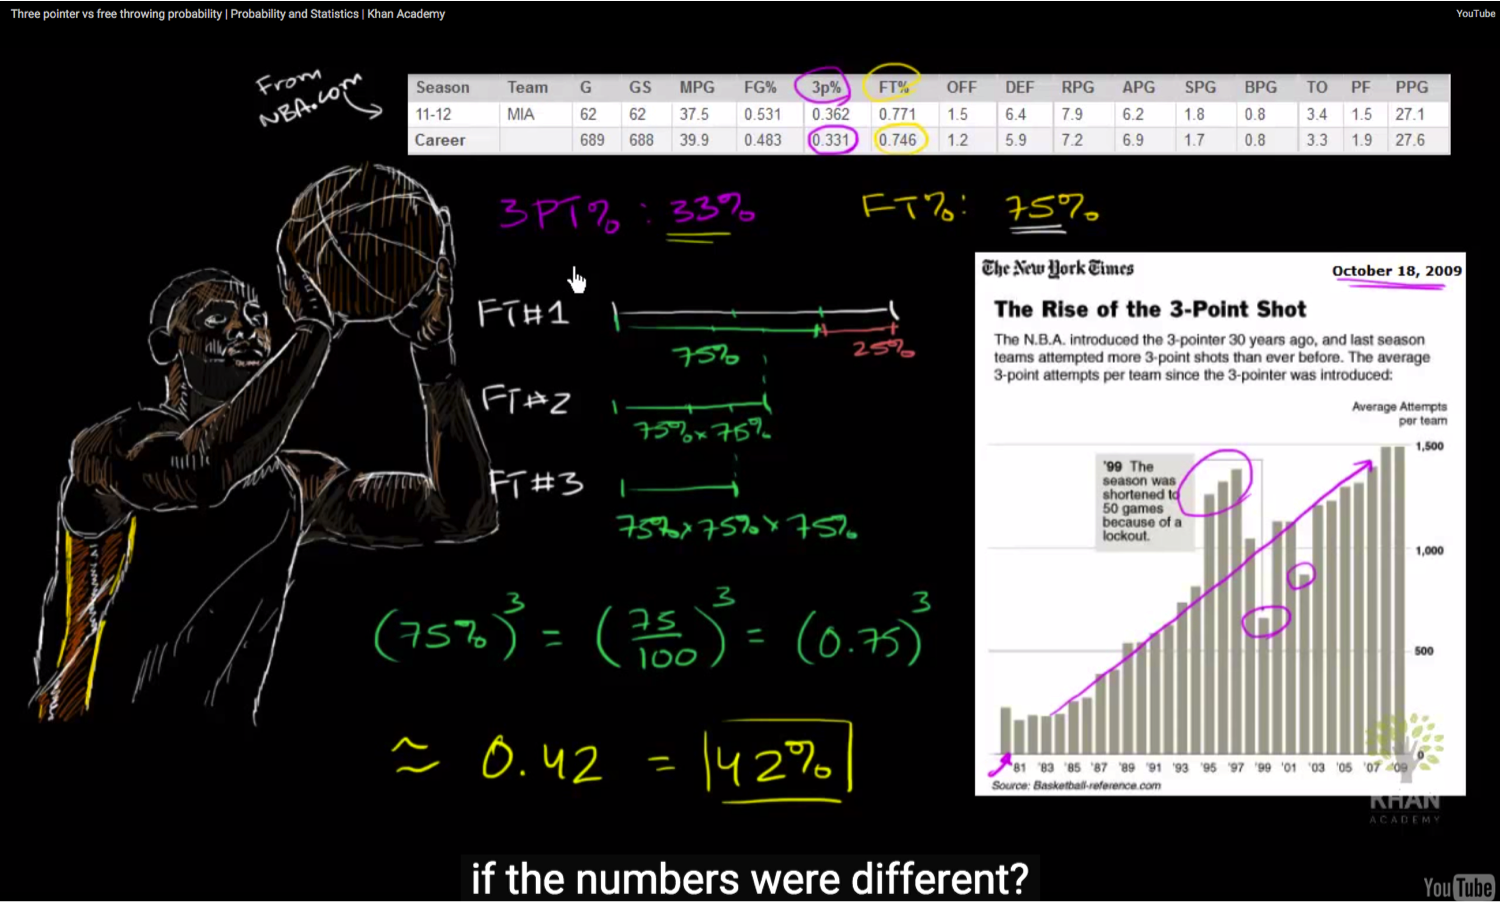 Three pointer vs free throwing probability | Probability and Statistics | Khan Academy
YouTube
From
NBA.com
Season Team G GS MPG FG% 3p% FT% OFF DEF RPG APG SPG BPG TO PF PPG
11-12 MIA 62 62 37.5 0.531 0.362 0.771 1.5 6.4 7.9 6.2 1.8 0.8 3.4 1.5 27.1
Career 689 688 39.9 0.483 0.331 0.746 1.2 5.9 7.2 6.9 1.7 0.8 3.3 1.9 27.6
3PT% : 33%
FT%: 75%
FT#1
75%
25%
FT#2
75% x 75%
FT#3
75% x 75% x 75%
(75%)³ = (75/100)³ = (0.75)³
≈ 0.42 = 42%
The New York Times
October 18, 2009
The Rise of the 3-Point Shot
The N.B.A. introduced the 3-pointer 30 years ago, and last season
teams attempted more 3-point shots than ever before. The average
3-point attempts per team since the 3-pointer was introduced:
Average Attempts
per team
1,500
'99 The
season was
shortened to
50 games
because of a
lockout.
1,000
500
0
'81 '83 '85 '87 '89 '91 '93 '95 '97 '99 '01 '03 '05 '07 '09
Source: Basketball-reference.com
KHAN
ACADEMY
if the numbers were different?
YouTube